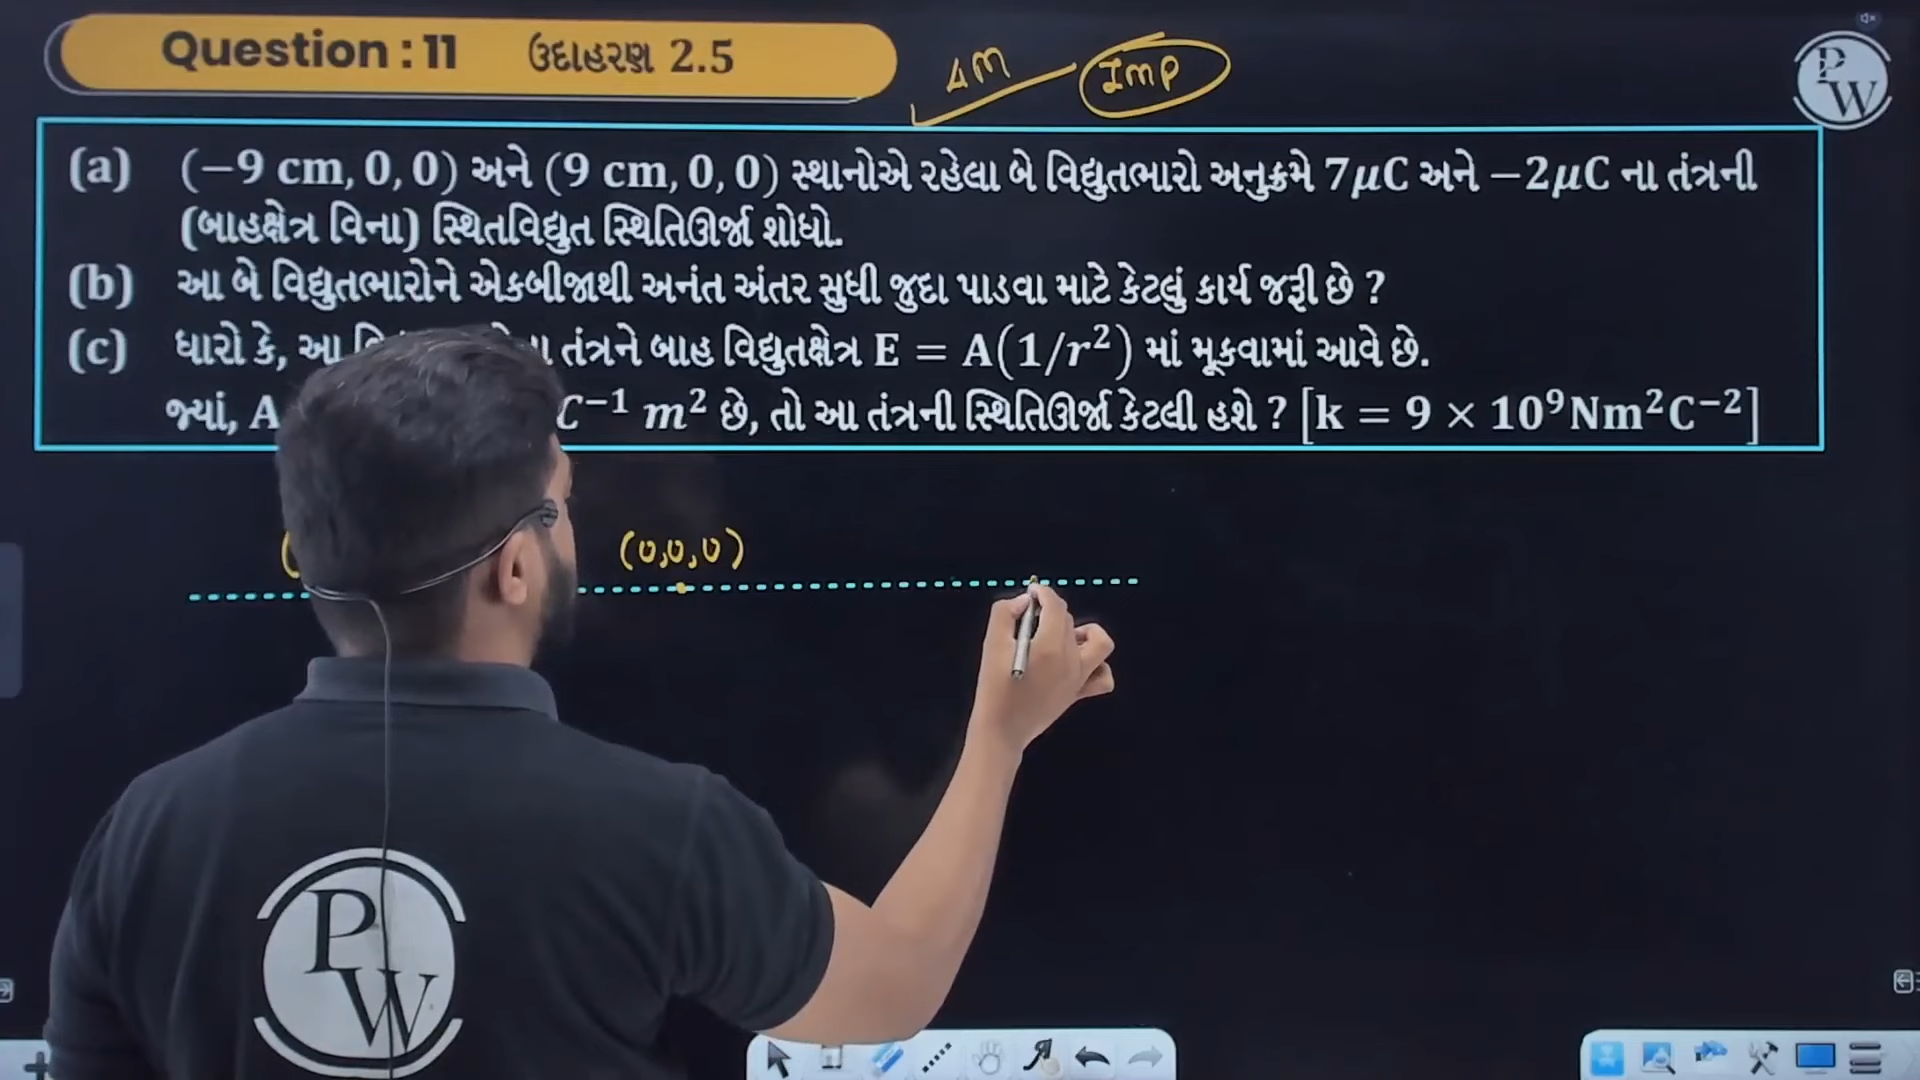 Question : 11 ઉદાહરણ 2.5
4M Imp
PW
(a) (−9 cm, 0, 0) અને (9 cm, 0, 0) સ્થાનોએ રહેલા બે વિદ્યુતભારો અનુક્રમે 7μC અને −2μC ના તંત્રની
(બાહક્ષેત્ર વિના) સ્થિતવિદ્યુત સ્થિતિઊર્જા શોધો.
(b) આ બે વિદ્યુતભારોને એકબીજાથી અનંત અંતર સુધી જુદા પાડવા માટે કેટલું કાર્ય જરૂી છે ?
(c) ધારો કે, આ તંત્રને બાહ વિદ્યુતક્ષેત્ર E = A(1/r²) માં મૂકવામાં આવે છે.
જ્યાં, A C⁻¹ m² છે, તો આ તંત્રની સ્થિતિઊર્જા કેટલી હશે ? [k = 9 × 10⁹Nm²C⁻²]
(0,0,0)
PW